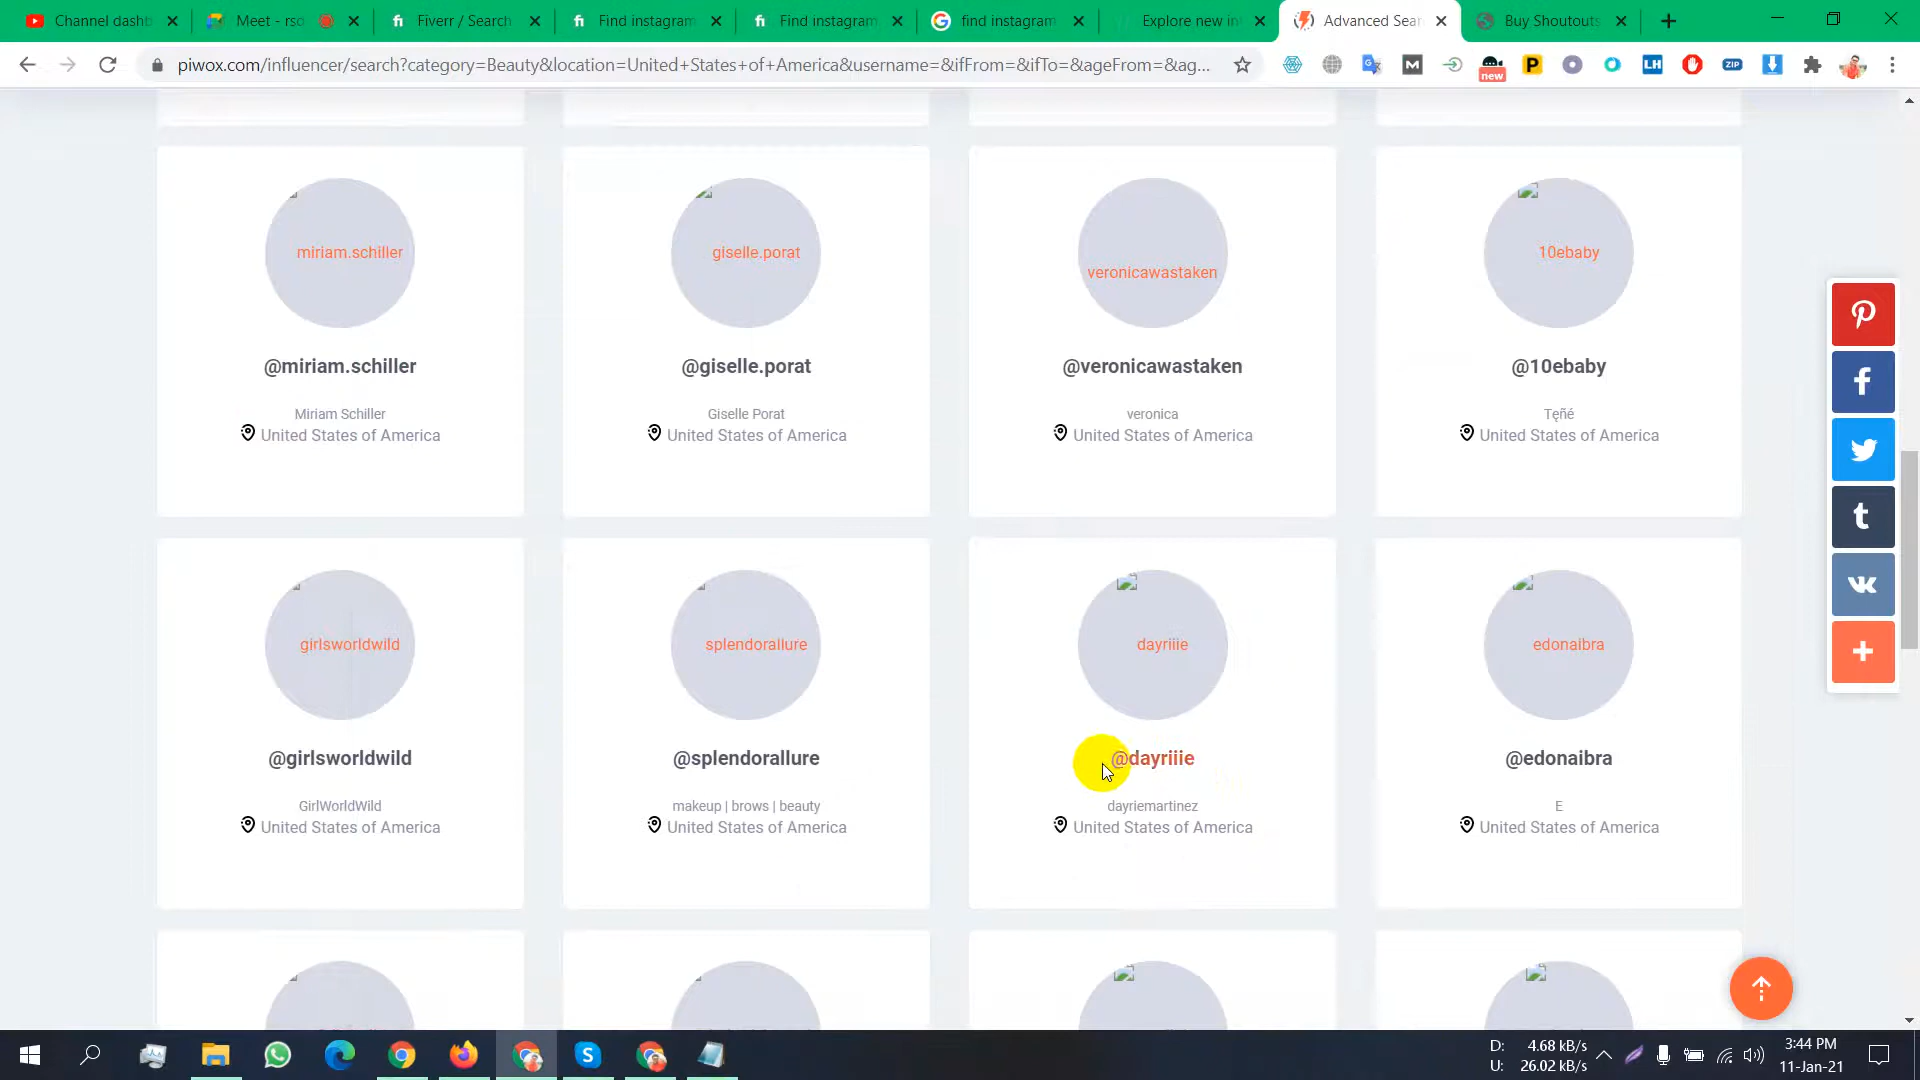 Channel dashb
Meet - rsd
Fiverr / Search
Find instagram
Find instagram
find instagram
Explore new in
Advanced Sear
Buy Shoutouts
piwox.com/influencer/search?category=Beauty&location=United+States+of+America&username=&ifFrom=&ifTo=&ageFrom=&ag...
new
ZIP
LH
miriam.schiller
giselle.porat
veronicawastaken
10ebaby
@miriam.schiller
@giselle.porat
@veronicawastaken
@10ebaby
Miriam Schiller
Giselle Porat
veronica
Tęñé
United States of America
United States of America
United States of America
United States of America
girlsworldwild
splendorallure
dayriiie
edonaibra
@girlsworldwild
@splendorallure
@dayriiie
@edonaibra
GirlWorldWild
makeup | brows | beauty
dayriemartinez
E
United States of America
United States of America
United States of America
United States of America
D: 4.68 kB/s
U: 26.02 kB/s
3:44 PM
11-Jan-21